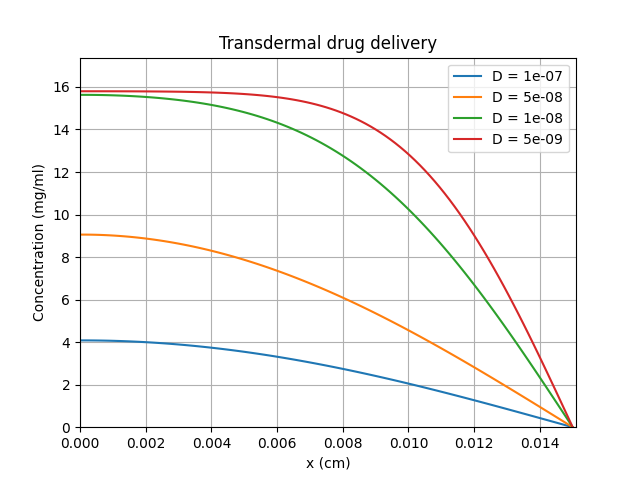 Transdermal drug delivery
D = 1e-07
D = 5e-08
D = 1e-08
D = 5e-09
Concentration (mg/ml)
16
14
12
10
8
6
4
2
0
0.000 0.002 0.004 0.006 0.008 0.010 0.012 0.014
x (cm)